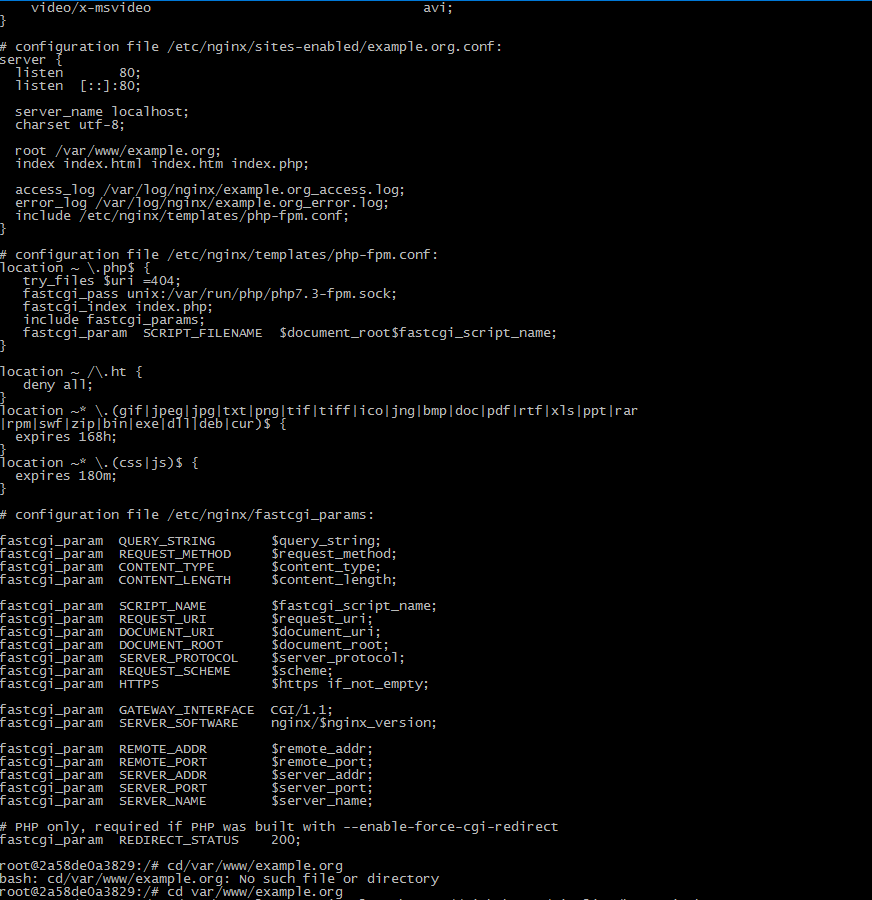 video/x-msvideo avi;
}
# configuration file /etc/nginx/sites-enabled/example.org.conf:
server {
listen 80;
listen [::]:80;
server_name localhost;
charset utf-8;
root /var/www/example.org;
index index.html index.htm index.php;
access_log /var/log/nginx/example.org_access.log;
error_log /var/log/nginx/example.org_error.log;
include /etc/nginx/templates/php-fpm.conf;
}
# configuration file /etc/nginx/templates/php-fpm.conf:
location ~ \.php$ {
try_files $uri =404;
fastcgi_pass unix:/var/run/php/php7.3-fpm.sock;
fastcgi_index index.php;
include fastcgi_params;
fastcgi_param SCRIPT_FILENAME $document_root$fastcgi_script_name;
}
location ~ /\.ht {
deny all;
}
location ~* \.(gif|jpeg|jpg|txt|png|tif|tiff|ico|jng|bmp|doc|pdf|rtf|xls|ppt|rar
|rpm|swf|zip|bin|exe|dll|deb|cur)$ {
expires 168h;
}
location ~* \.(css|js)$ {
expires 180m;
}
# configuration file /etc/nginx/fastcgi_params:
fastcgi_param QUERY_STRING $query_string;
fastcgi_param REQUEST_METHOD $request_method;
fastcgi_param CONTENT_TYPE $content_type;
fastcgi_param CONTENT_LENGTH $content_length;
fastcgi_param SCRIPT_NAME $fastcgi_script_name;
fastcgi_param REQUEST_URI $request_uri;
fastcgi_param DOCUMENT_URI $document_uri;
fastcgi_param DOCUMENT_ROOT $document_root;
fastcgi_param SERVER_PROTOCOL $server_protocol;
fastcgi_param REQUEST_SCHEME $scheme;
fastcgi_param HTTPS $https if_not_empty;
fastcgi_param GATEWAY_INTERFACE CGI/1.1;
fastcgi_param SERVER_SOFTWARE nginx/$nginx_version;
fastcgi_param REMOTE_ADDR $remote_addr;
fastcgi_param REMOTE_PORT $remote_port;
fastcgi_param SERVER_ADDR $server_addr;
fastcgi_param SERVER_PORT $server_port;
fastcgi_param SERVER_NAME $server_name;
# PHP only, required if PHP was built with --enable-force-cgi-redirect
fastcgi_param REDIRECT_STATUS 200;
root@2a58de0a3829:/# cd/var/www/example.org
bash: cd/var/www/example.org: No such file or directory
root@2a58de0a3829:/# cd var/www/example.org